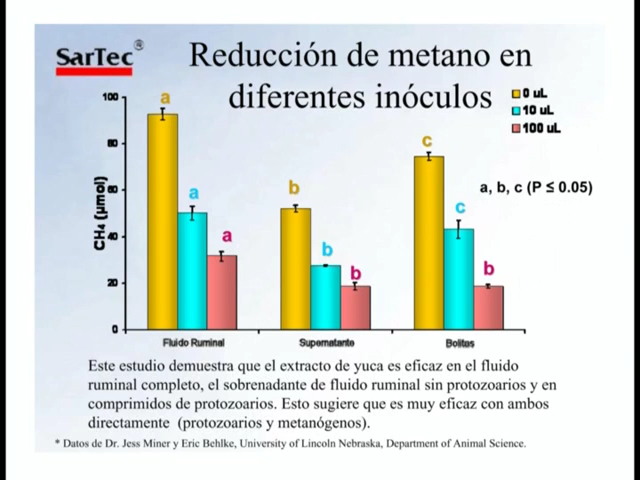 SarTec®
Reducción de metano en
diferentes inóculos
0 uL
10 uL
100 uL
a, b, c (P ≤ 0.05)
CH₄ (μmol)
100
80
60
40
20
0
a
a
a
b
b
b
c
c
b
Fluido Ruminal
Supernatante
Bolitas
Este estudio demuestra que el extracto de yuca es eficaz en el fluido
ruminal completo, el sobrenadante de fluido ruminal sin protozoarios y en
comprimidos de protozoarios. Esto sugiere que es muy eficaz con ambos
directamente  (protozoarios y metanógenos).
* Datos de Dr. Jess Miner y Eric Behlke, University of Lincoln Nebraska, Department of Animal Science.